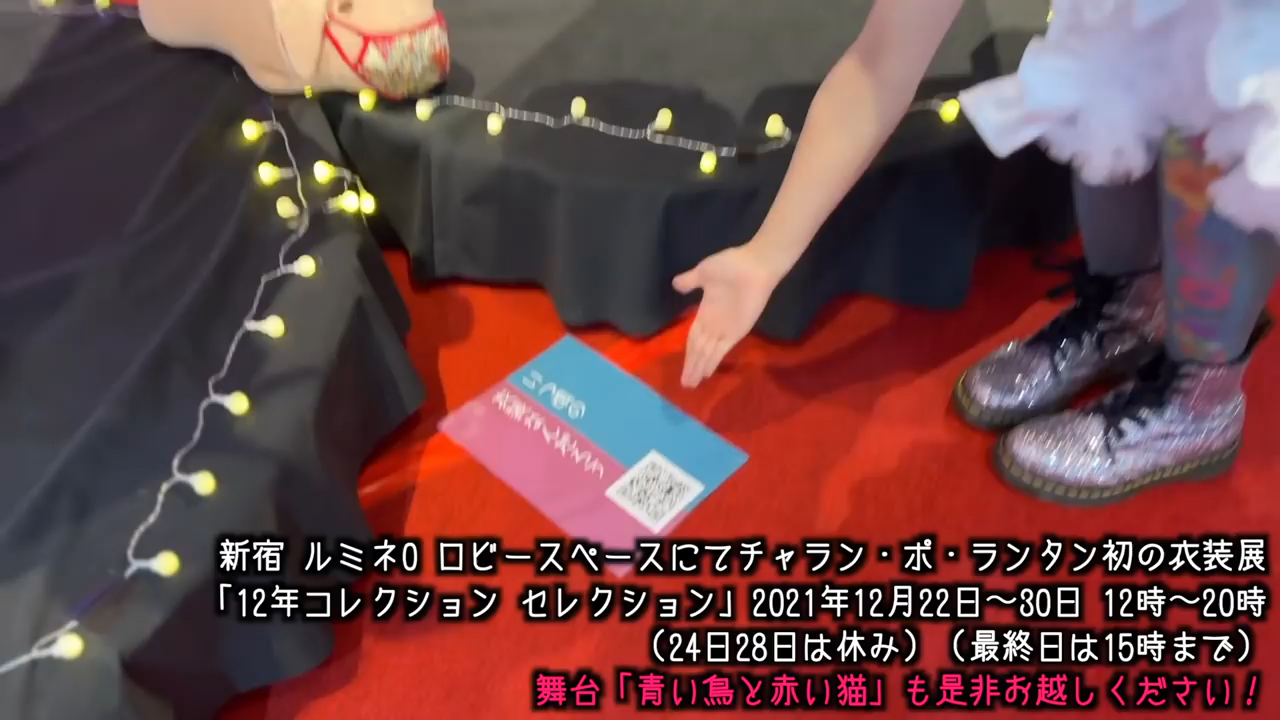 新宿 ルミネ0 ロビースペースにてチャラン・ポ・ランタン初の衣装展
「12年コレクション セレクション」2021年12月22日〜30日 12時〜20時
（24日28日は休み）（最終日は15時まで）
舞台「青い鳥と赤い猫」も是非お越しください！